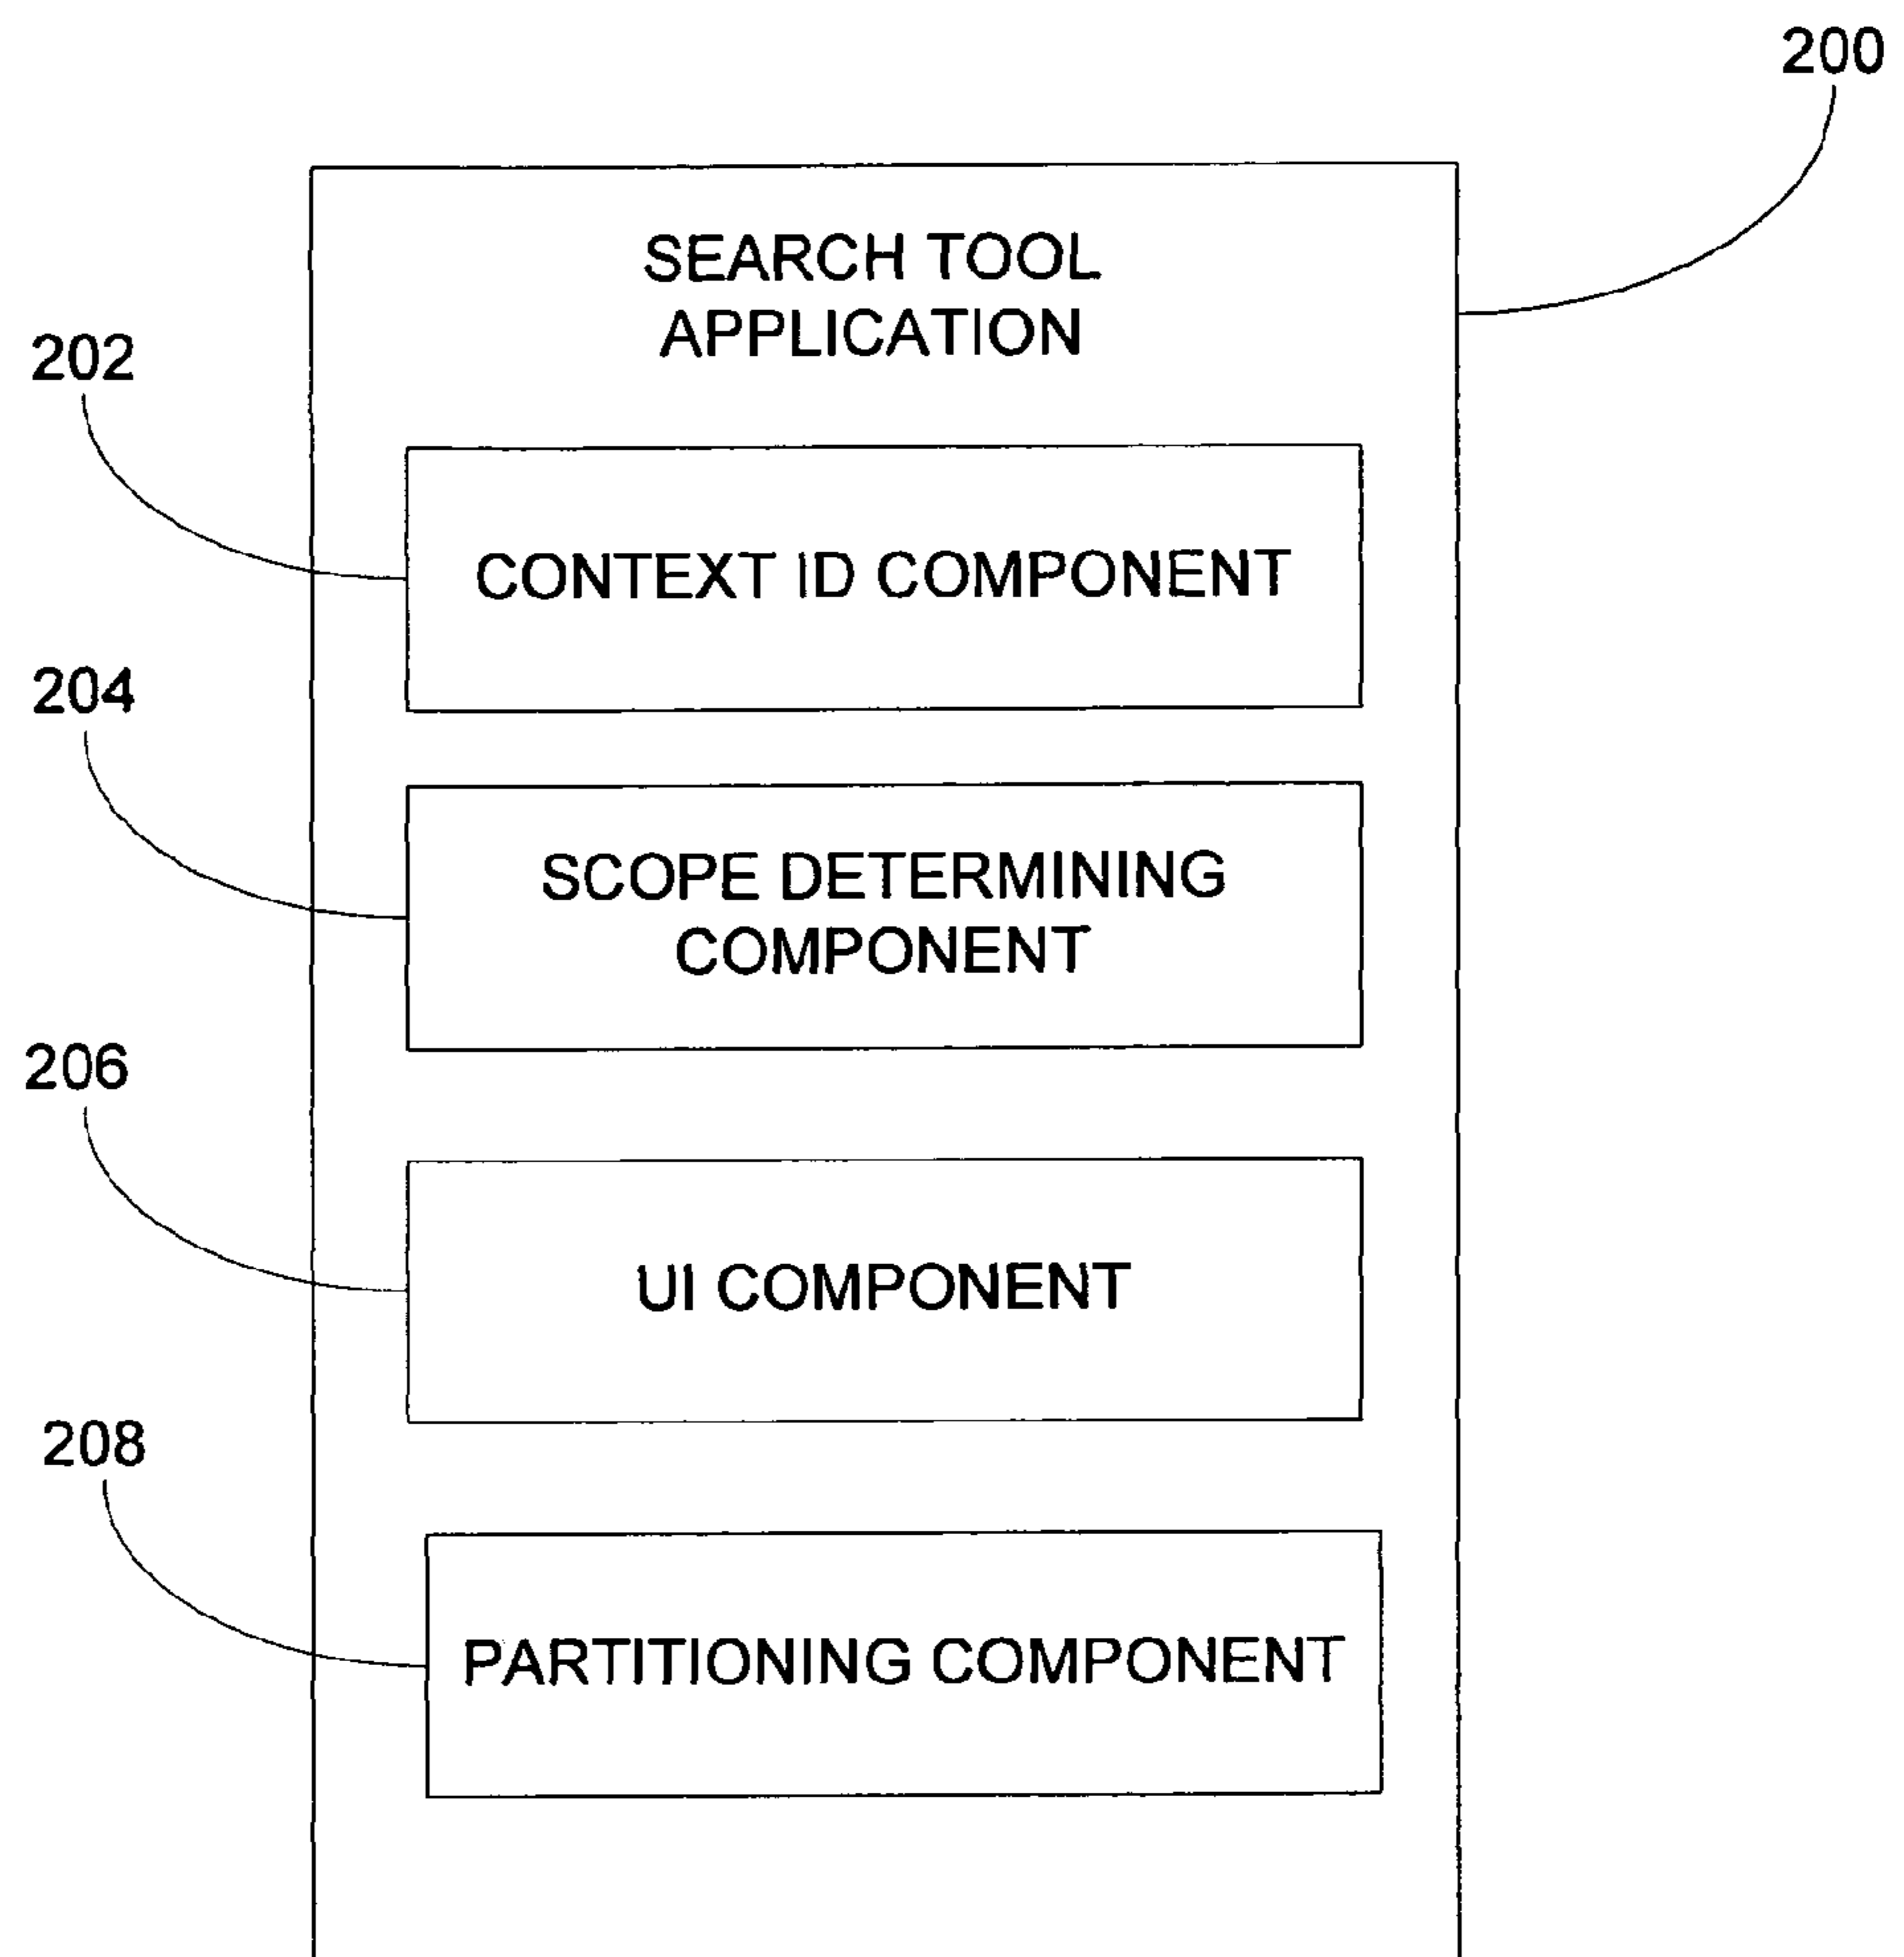 200
SEARCH TOOL
APPLICATION
202
CONTEXT ID COMPONENT
204
SCOPE DETERMINING
COMPONENT
206
UI COMPONENT
208
PARTITIONING COMPONENT